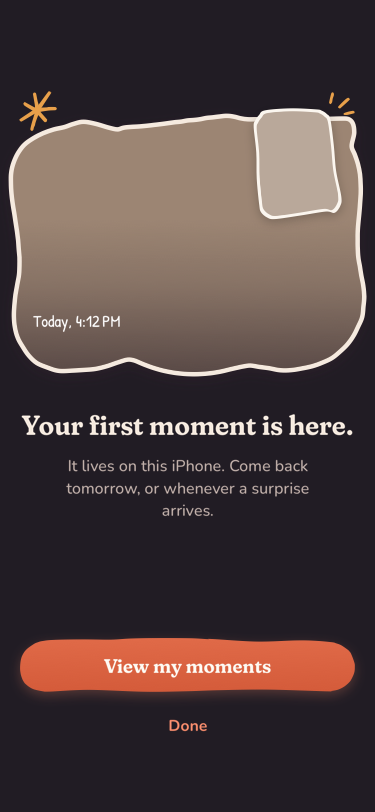 Today, 4:12 PM
Your first moment is here.
It lives on this iPhone. Come back
tomorrow, or whenever a surprise
arrives.
View my moments
Done